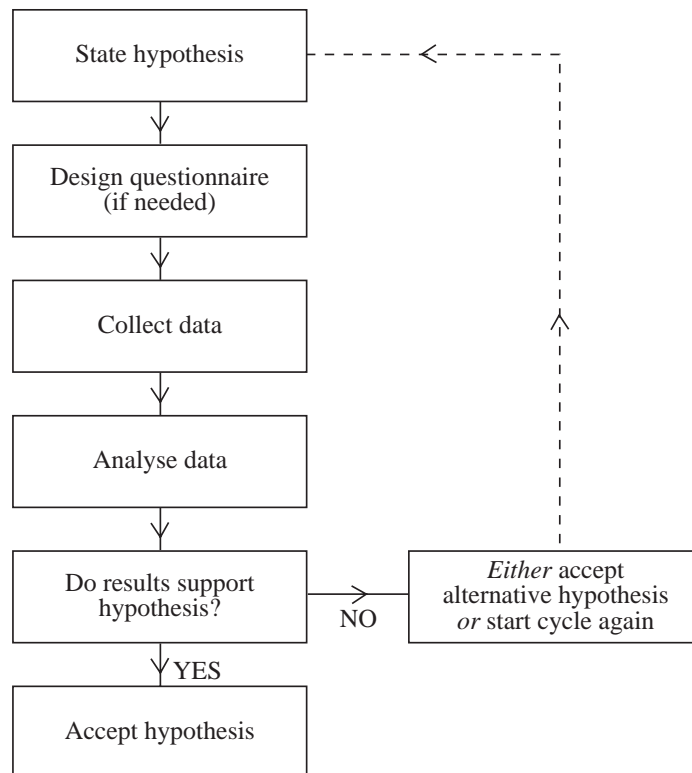 State hypothesis
Design questionnaire
(if needed)
Collect data
Analyse data
Do results support
hypothesis?
NO
Either accept
alternative hypothesis
or start cycle again
YES
Accept hypothesis